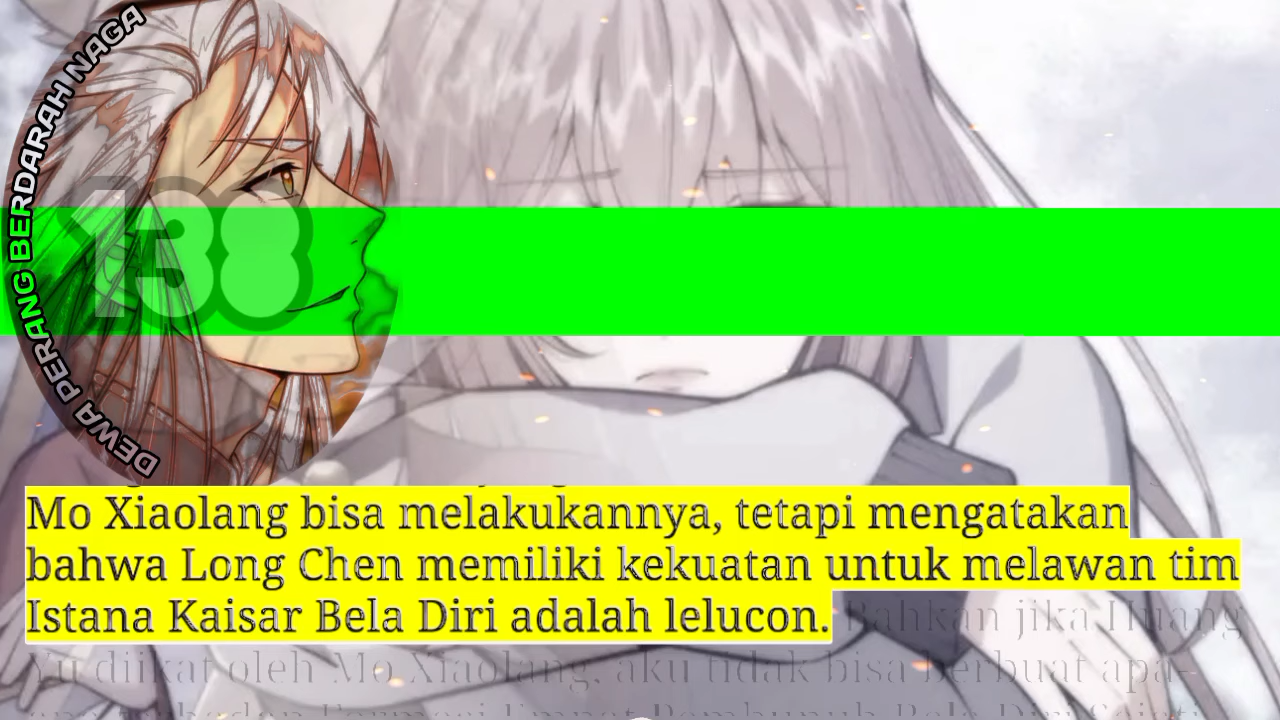 DEWA PERANG BERDARAH NAGA
138
Mo Xiaolang bisa melakukannya, tetapi mengatakan
bahwa Long Chen memiliki kekuatan untuk melawan tim
Istana Kaisar Bela Diri adalah lelucon. Bahkan jika Huang
Yu diikat oleh Mo Xiaolang, aku tidak bisa berbuat apa-